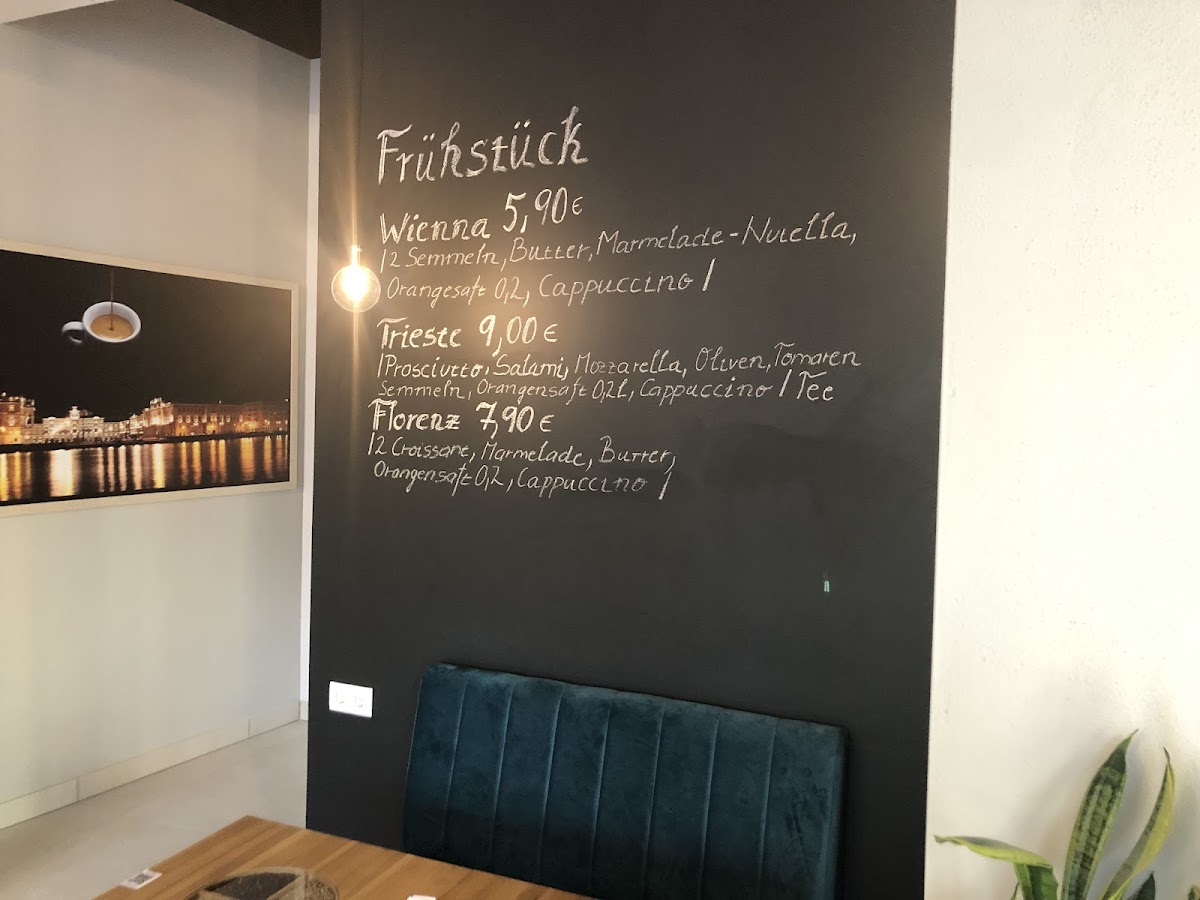 Frühstück
Wienna 5,90€
/2 Semmeln, Butter, Marmelade-Nutella,
Orangesaft 0,2, Cappuccino /
Trieste 9,00€
/Prosciutto, Salami, Mozzarella, Oliven, Tomaten
Semmeln, Orangensaft 0,2L, Cappuccino / Tee
Florenz 7,90€
/2 Croissant, Marmelade, Butter,
Orangensaft 0,2, Cappuccino /